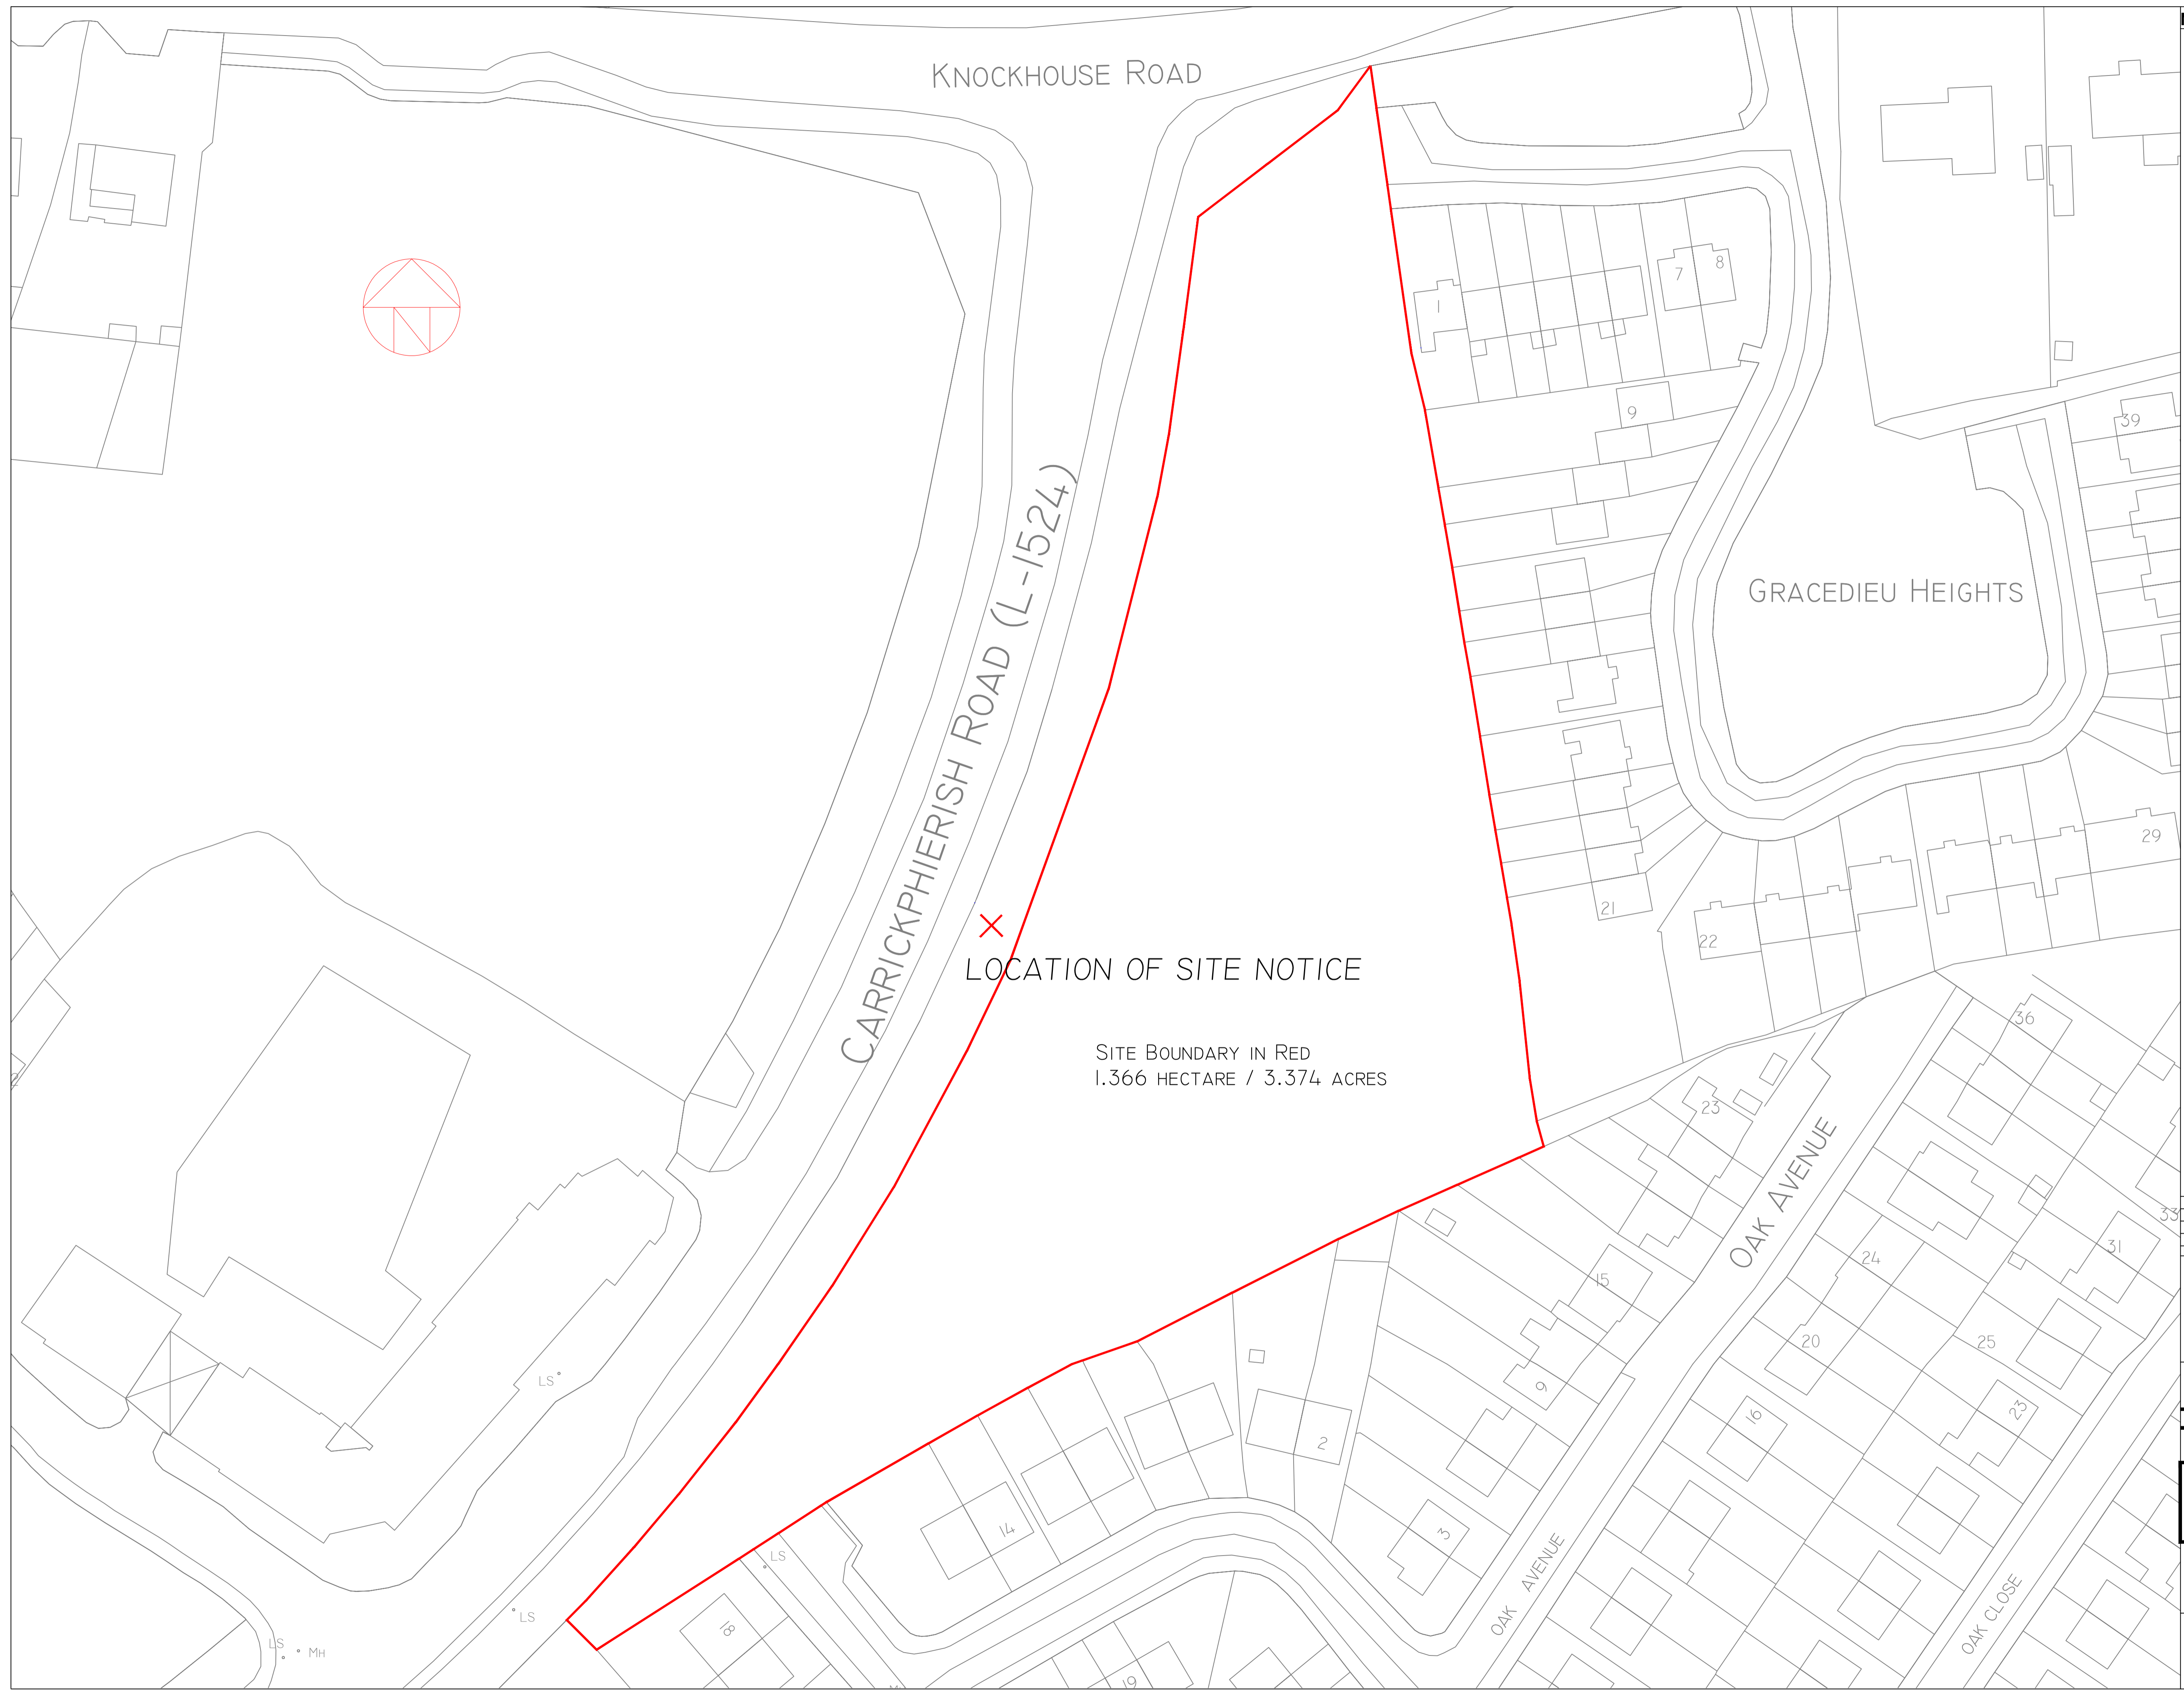 KNOCKHOUSE ROAD
N
1
7
8
9
39
CARRICKPHIERISH ROAD (L-1524)
GRACEDIEU HEIGHTS
29
21
22
LOCATION OF SITE NOTICE
SITE BOUNDARY IN RED
1.366 HECTARE / 3.374 ACRES
36
23
OAK AVENUE
33
31
24
15
20
25
LS
9
16
23
2
14
3
OAK AVENUE
LS
LS
18
OAK CLOSE
LS
MH
19